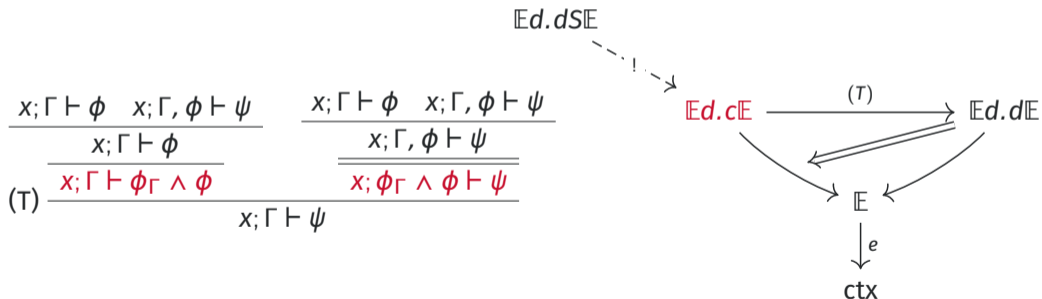 𝔼d.dS𝔼
!
x; Γ ⊢ ϕ x; Γ, ϕ ⊢ ψ
x; Γ ⊢ ϕ
x; Γ ⊢ ϕ_Γ ∧ ϕ
x; Γ ⊢ ϕ x; Γ, ϕ ⊢ ψ
x; Γ, ϕ ⊢ ψ
x; ϕ_Γ ∧ ϕ ⊢ ψ
(T)
x; Γ ⊢ ψ
𝔼d.c𝔼 (T) 𝔼d.d𝔼
𝔼
e
ctx